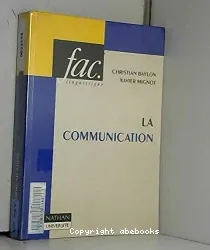 fac.
linguistique
CHRISTIAN BAYLON
XAVIER MIGNOT
LA
COMMUNICATION
NATHAN
UNIVERSITÉ
Copyright: abebooks